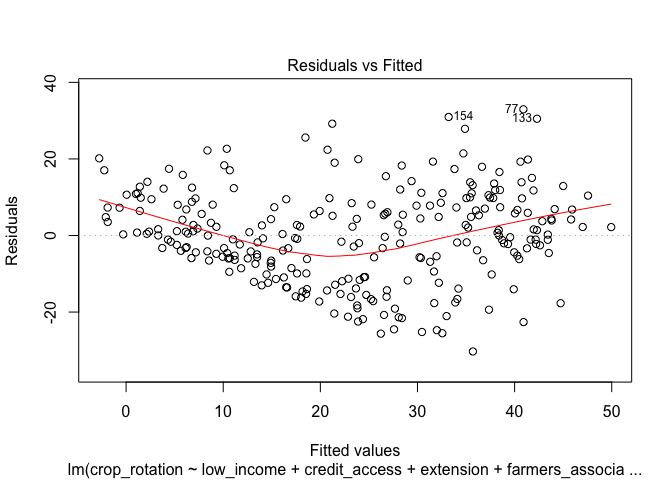 Residuals vs Fitted
40
20
0
-20
Residuals
154
77
133
0 10 20 30 40 50
Fitted values
lm(crop_rotation ~ low_income + credit_access + extension + farmers_associa ...